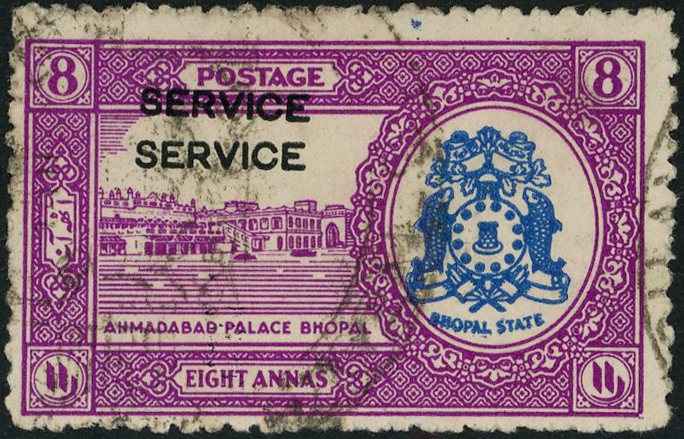 8 POSTAGE 8
SERVICE
SERVICE
AHMADABAD-PALACE BHOPAL
BHOPAL STATE
EIGHT ANNAS